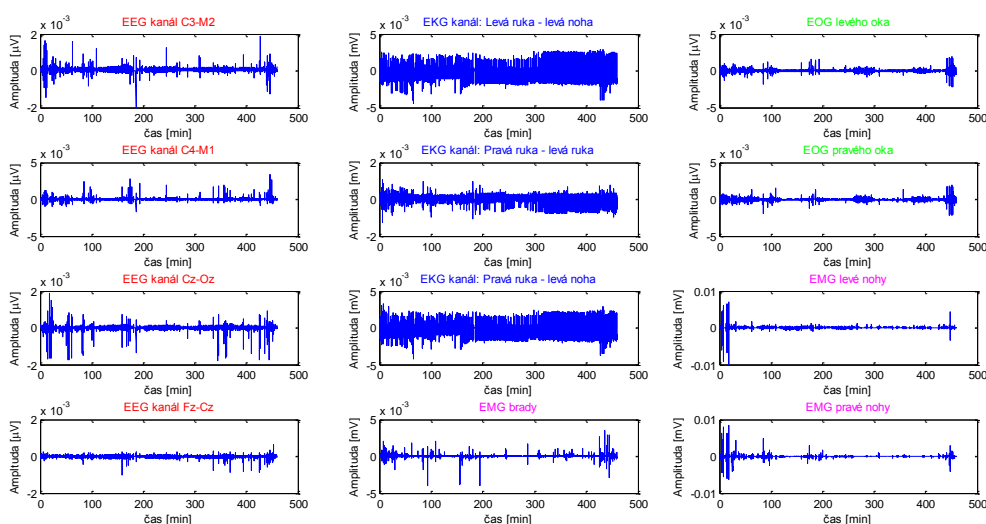 EEG kanál C3-M2
x 10⁻³
Amplituda [µV]
2
0
-2
0 100 200 300 400 500
čas [min]
EKG kanál: Levá ruka - levá noha
x 10⁻³
Amplituda [mV]
5
0
-5
0 100 200 300 400 500
čas [min]
EOG levého oka
x 10⁻³
Amplituda [µV]
5
0
-5
0 100 200 300 400 500
čas [min]
EEG kanál C4-M1
x 10⁻³
Amplituda [µV]
5
0
-5
0 100 200 300 400 500
čas [min]
EKG kanál: Pravá ruka - levá ruka
x 10⁻³
Amplituda [mV]
2
0
-2
0 100 200 300 400 500
čas [min]
EOG pravého oka
x 10⁻³
Amplituda [µV]
5
0
-5
0 100 200 300 400 500
čas [min]
EEG kanál Cz-Oz
x 10⁻³
Amplituda [µV]
2
0
-2
0 100 200 300 400 500
čas [min]
EKG kanál: Pravá ruka - levá noha
x 10⁻³
Amplituda [mV]
5
0
-5
0 100 200 300 400 500
čas [min]
EMG levé nohy
Amplituda [mV]
0.01
0
-0.01
0 100 200 300 400 500
čas [min]
EEG kanál Fz-Cz
x 10⁻³
Amplituda [µV]
2
0
-2
0 100 200 300 400 500
čas [min]
EMG brady
x 10⁻³
Amplituda [mV]
5
0
-5
0 100 200 300 400 500
čas [min]
EMG pravé nohy
Amplituda [mV]
0.01
0
-0.01
0 100 200 300 400 500
čas [min]